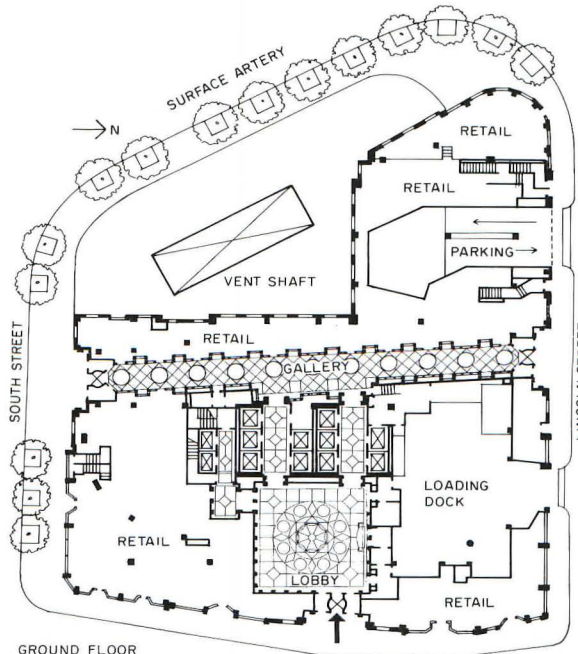 SURFACE ARTERY
N
RETAIL
RETAIL
PARKING
VENT SHAFT
RETAIL
GALLERY
SOUTH STREET
LOADING
DOCK
RETAIL
LOBBY
RETAIL
GROUND FLOOR